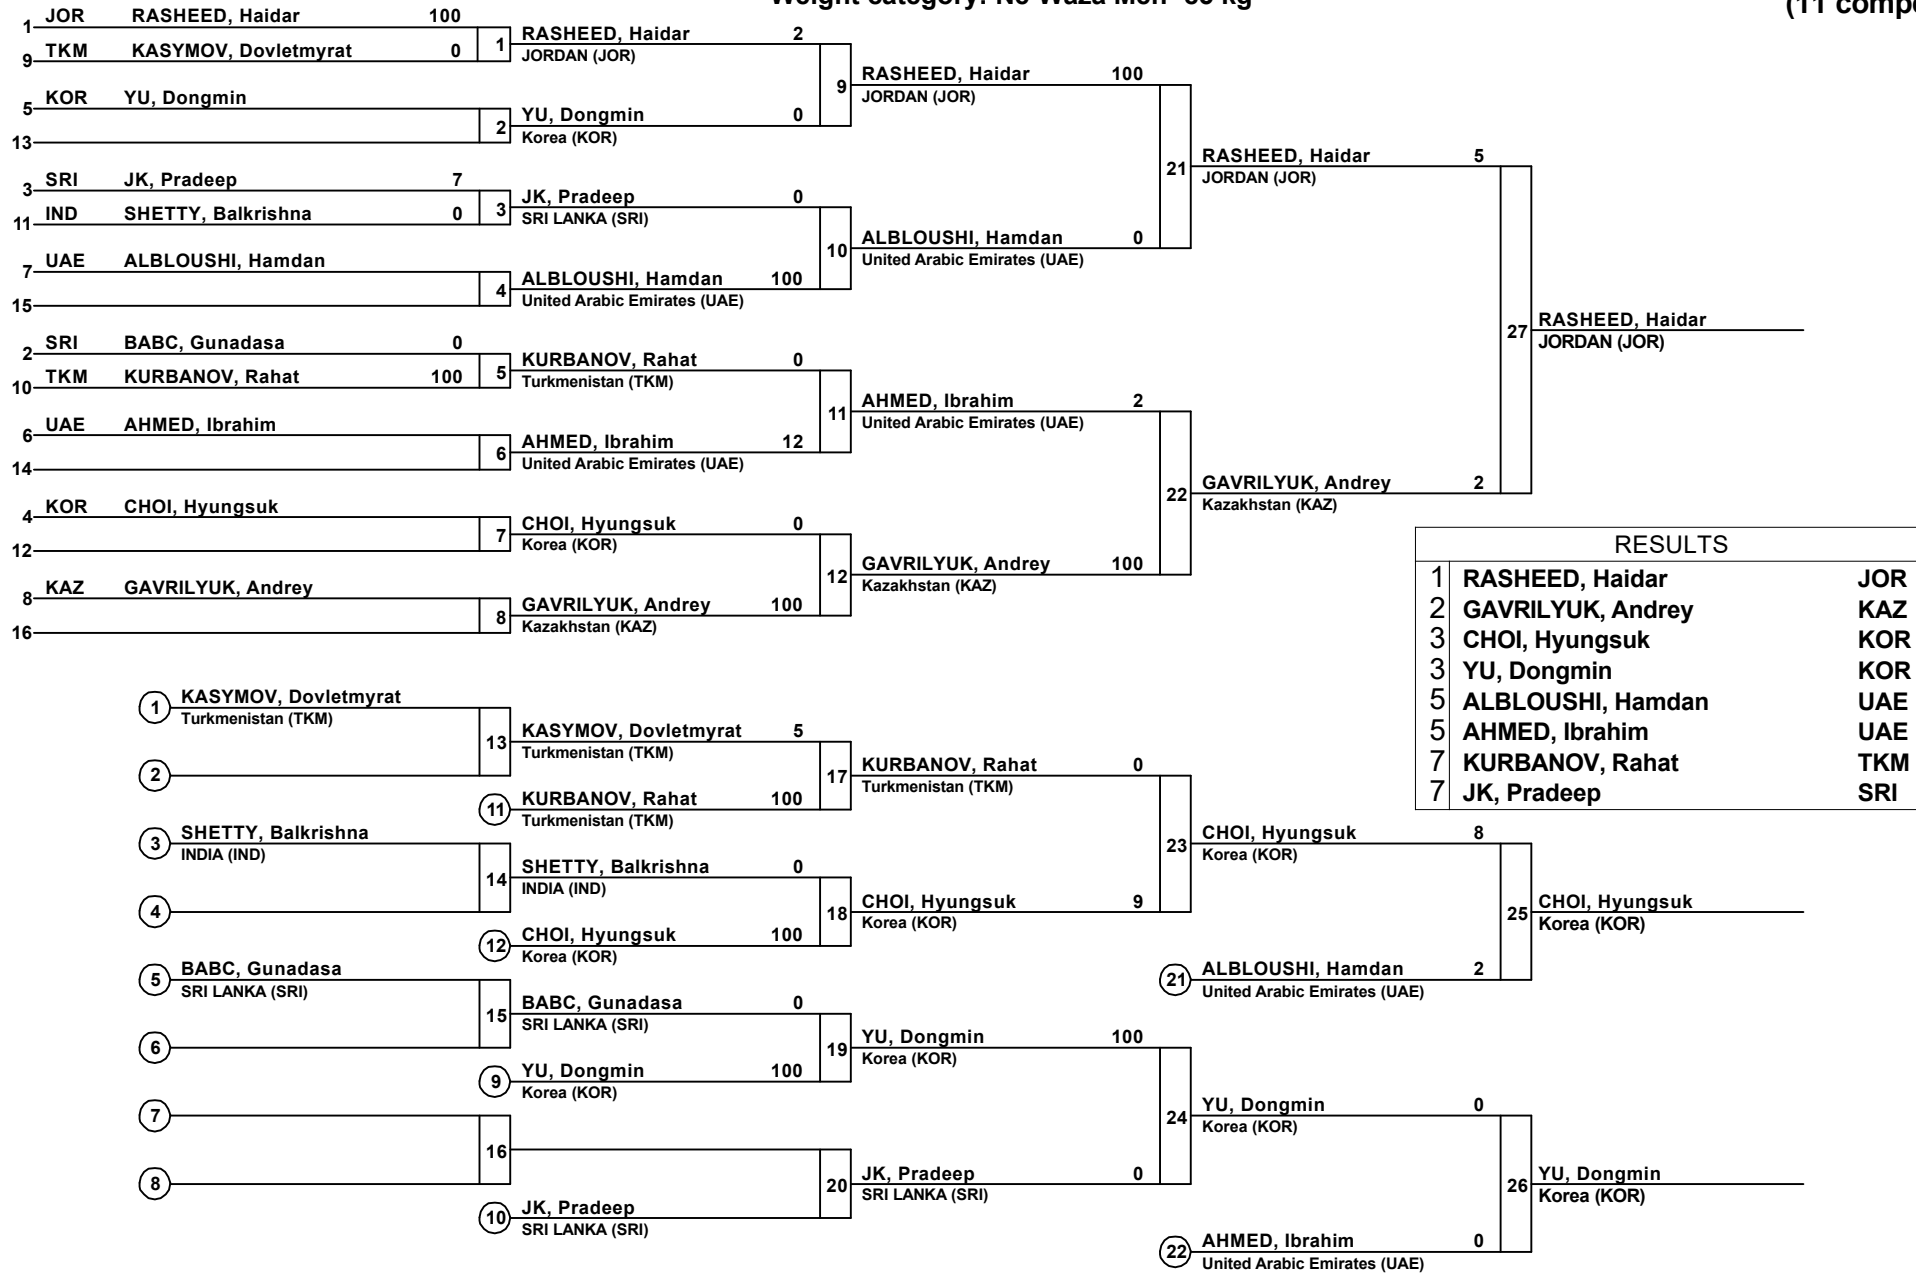 (11 comp
1 JOR RASHEED, Haidar 100
9 TKM KASYMOV, Dovletmyrat 0
1 RASHEED, Haidar 2
JORDAN (JOR)
5 KOR YU, Dongmin
13
2 YU, Dongmin 0
Korea (KOR)
9 RASHEED, Haidar 100
JORDAN (JOR)
3 SRI JK, Pradeep 7
11 IND SHETTY, Balkrishna 0
3 JK, Pradeep 0
SRI LANKA (SRI)
7 UAE ALBLOUSHI, Hamdan
15
4 ALBLOUSHI, Hamdan 100
United Arabic Emirates (UAE)
10 ALBLOUSHI, Hamdan 0
United Arabic Emirates (UAE)
21 RASHEED, Haidar 5
JORDAN (JOR)
2 SRI BABC, Gunadasa 0
10 TKM KURBANOV, Rahat 100
5 KURBANOV, Rahat 0
Turkmenistan (TKM)
6 UAE AHMED, Ibrahim
14
6 AHMED, Ibrahim 12
United Arabic Emirates (UAE)
11 AHMED, Ibrahim 2
United Arabic Emirates (UAE)
4 KOR CHOI, Hyungsuk
12
7 CHOI, Hyungsuk 0
Korea (KOR)
8 KAZ GAVRILYUK, Andrey
16
8 GAVRILYUK, Andrey 100
Kazakhstan (KAZ)
12 GAVRILYUK, Andrey 100
Kazakhstan (KAZ)
22 GAVRILYUK, Andrey 2
Kazakhstan (KAZ)
27 RASHEED, Haidar
JORDAN (JOR)
RESULTS
1 RASHEED, Haidar JOR
2 GAVRILYUK, Andrey KAZ
3 CHOI, Hyungsuk KOR
3 YU, Dongmin KOR
5 ALBLOUSHI, Hamdan UAE
5 AHMED, Ibrahim UAE
7 KURBANOV, Rahat TKM
7 JK, Pradeep SRI
1 KASYMOV, Dovletmyrat
Turkmenistan (TKM)
2
13 KASYMOV, Dovletmyrat 5
Turkmenistan (TKM)
11 KURBANOV, Rahat 100
Turkmenistan (TKM)
17 KURBANOV, Rahat 0
Turkmenistan (TKM)
3 SHETTY, Balkrishna
INDIA (IND)
4
14 SHETTY, Balkrishna 0
INDIA (IND)
12 CHOI, Hyungsuk 100
Korea (KOR)
18 CHOI, Hyungsuk 9
Korea (KOR)
23 CHOI, Hyungsuk 8
Korea (KOR)
21 ALBLOUSHI, Hamdan 2
United Arabic Emirates (UAE)
25 CHOI, Hyungsuk
Korea (KOR)
5 BABC, Gunadasa
SRI LANKA (SRI)
6
15 BABC, Gunadasa 0
SRI LANKA (SRI)
9 YU, Dongmin 100
Korea (KOR)
19 YU, Dongmin 100
Korea (KOR)
7
8
16
10 JK, Pradeep
SRI LANKA (SRI)
20 JK, Pradeep 0
SRI LANKA (SRI)
24 YU, Dongmin 0
Korea (KOR)
22 AHMED, Ibrahim 0
United Arabic Emirates (UAE)
26 YU, Dongmin
Korea (KOR)